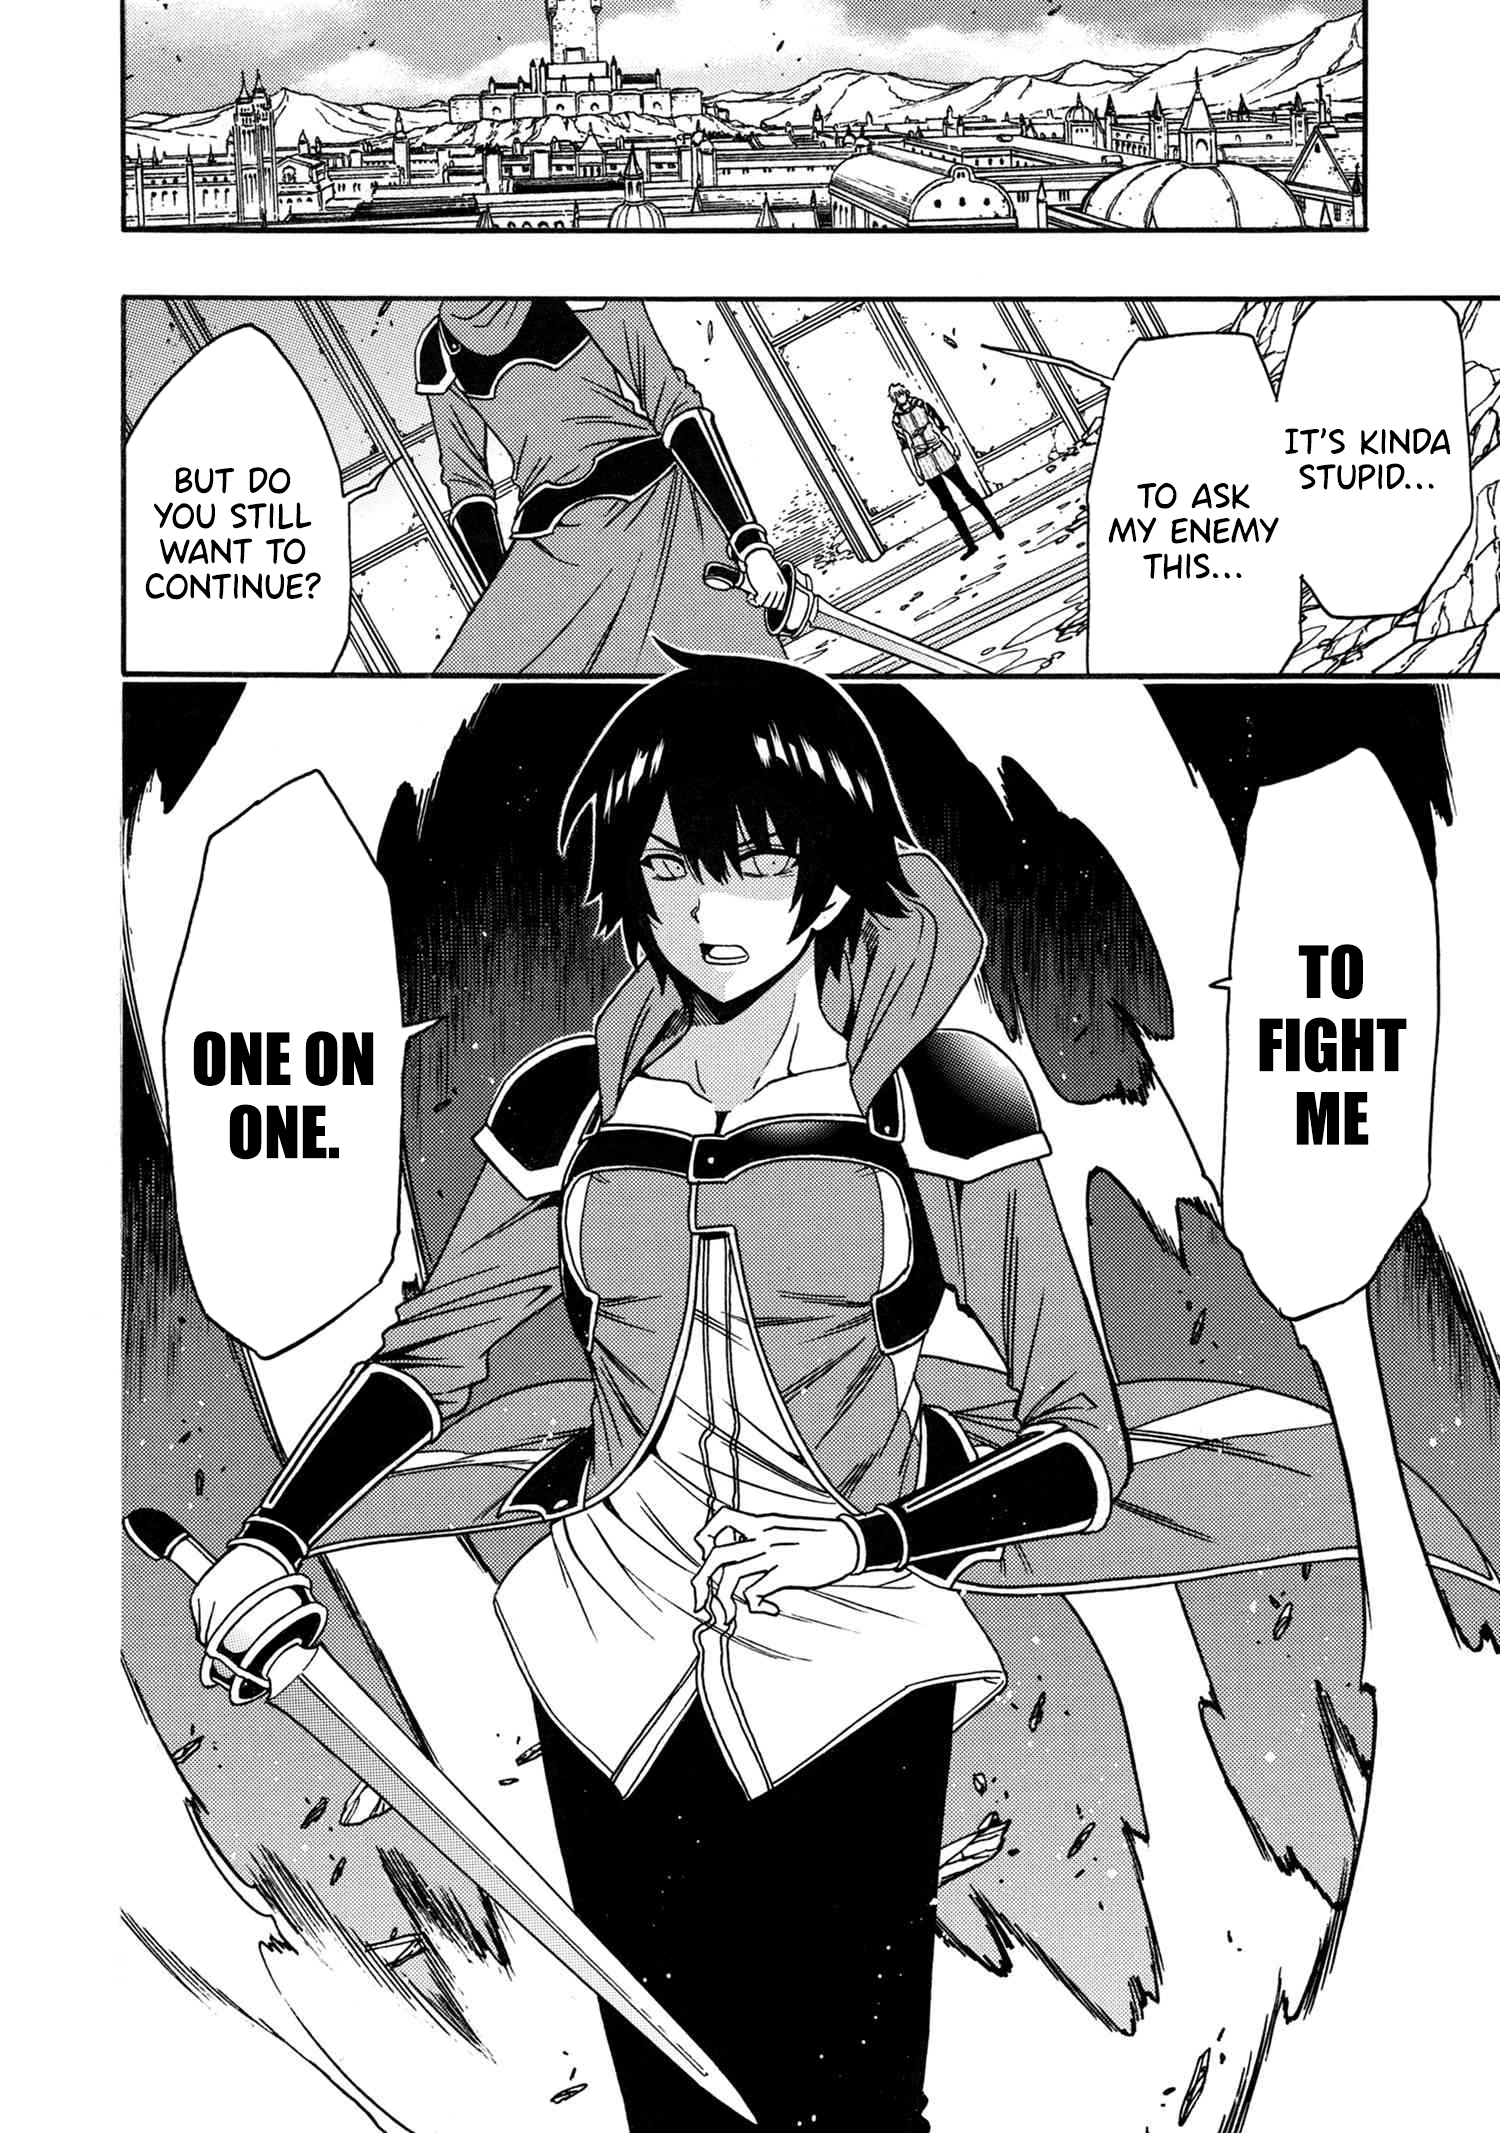 IT'S KINDA
STUPID...
TO ASK
MY ENEMY
THIS...
BUT DO
YOU STILL
WANT TO
CONTINUE?
TO
FIGHT
ME
ONE ON
ONE.